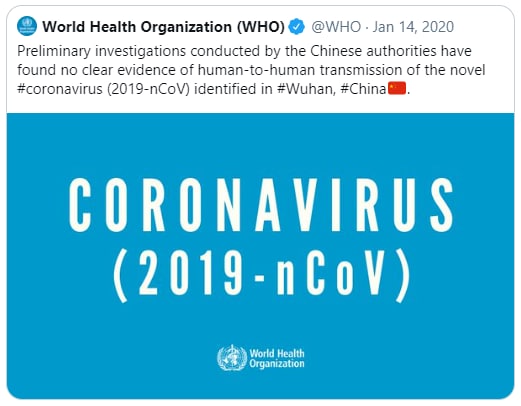 World Health Organization (WHO) @WHO · Jan 14, 2020
Preliminary investigations conducted by the Chinese authorities have
found no clear evidence of human-to-human transmission of the novel
#coronavirus (2019-nCoV) identified in #Wuhan, #China🇨🇳.
CORONAVIRUS
(2019-nCoV)
World Health
Organization